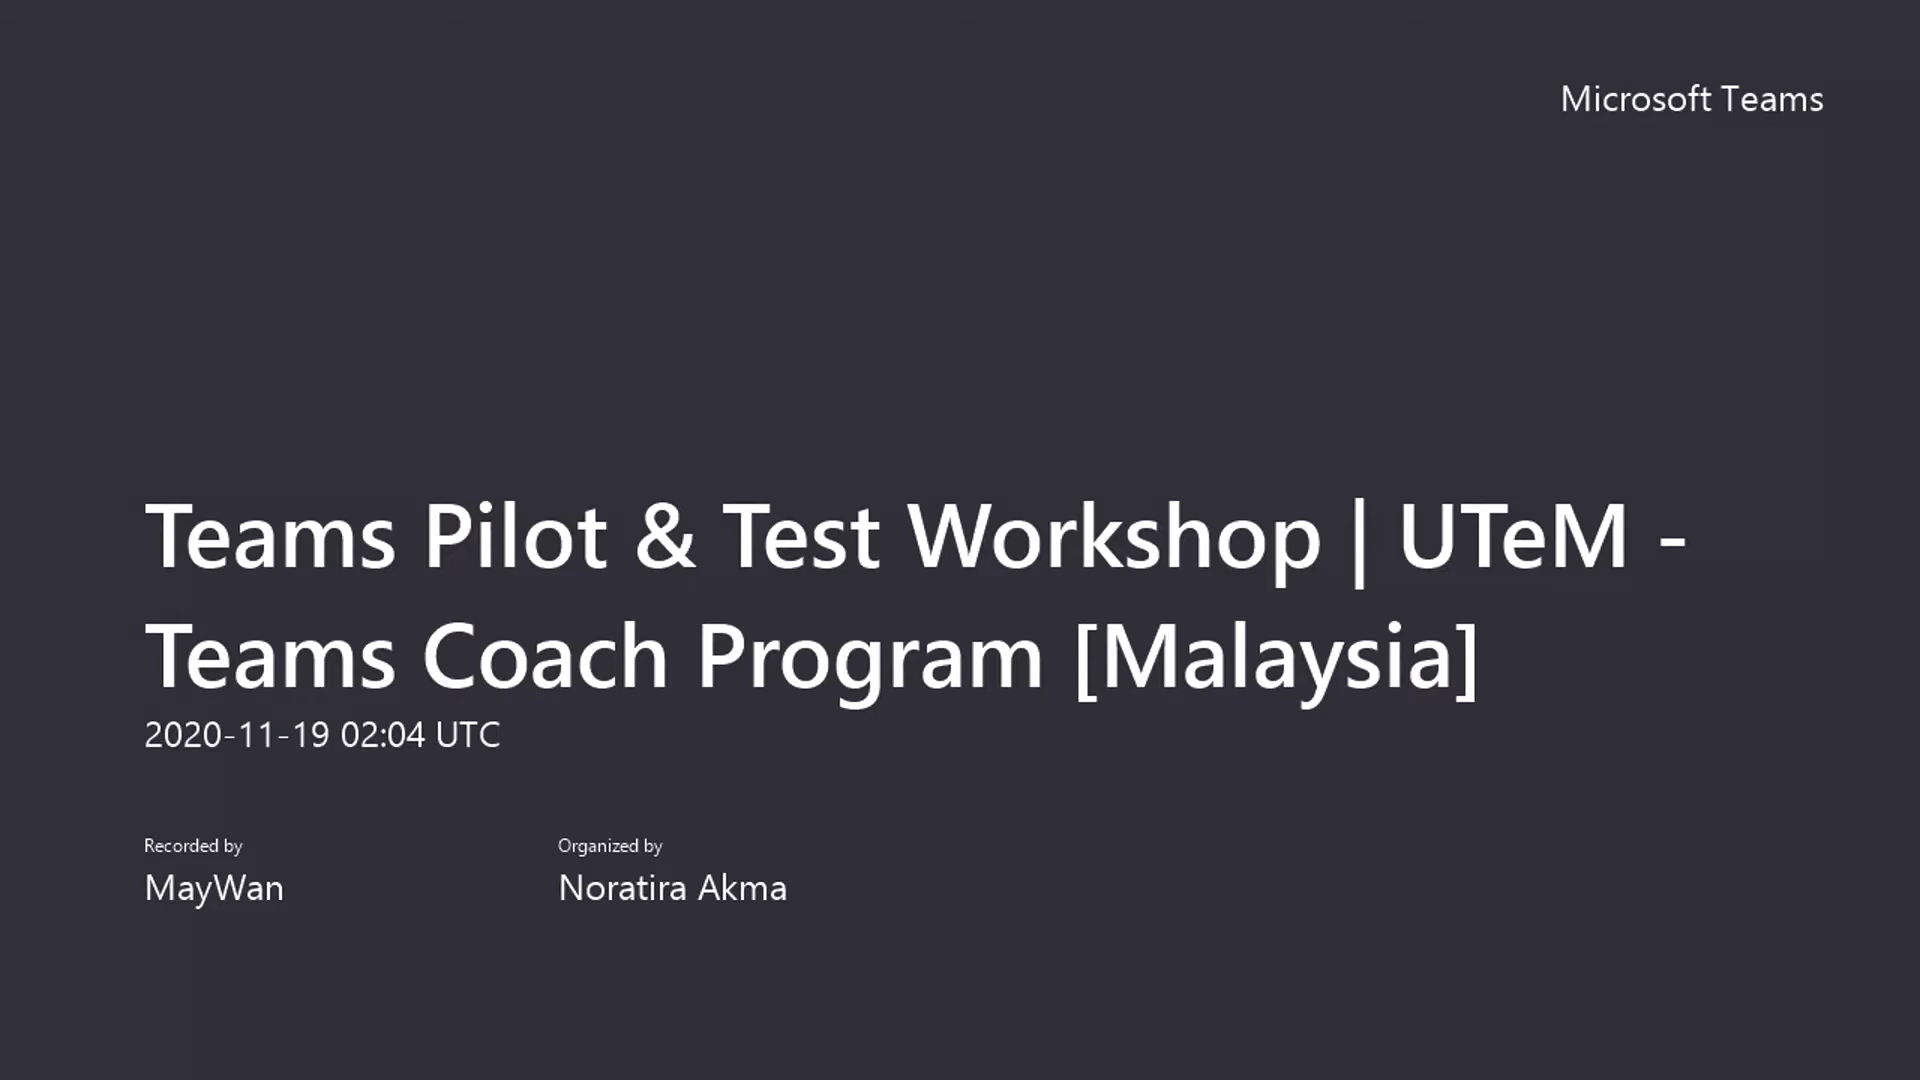 Microsoft Teams
Teams Pilot & Test Workshop | UTeM -
Teams Coach Program [Malaysia]
2020-11-19 02:04 UTC
Recorded by
MayWan
Organized by
Noratira Akma